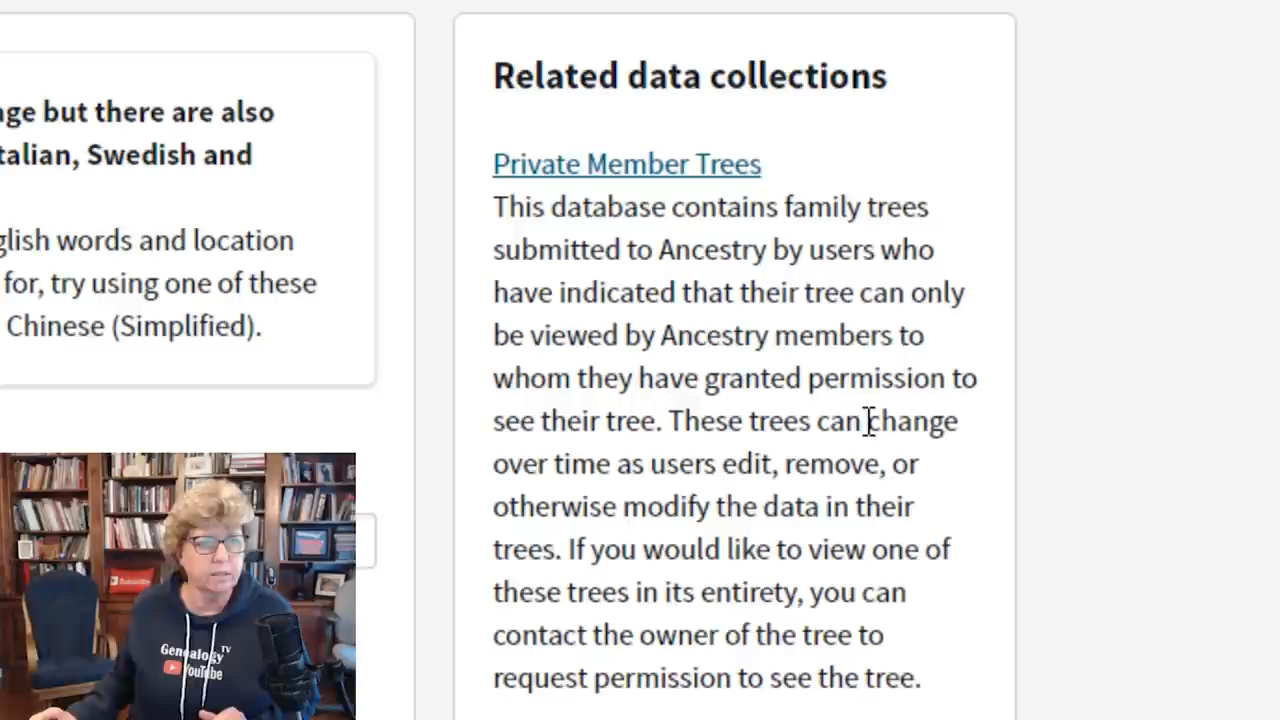 ge but there are also
talian, Swedish and
glish words and location
for, try using one of these
Chinese (Simplified).
Related data collections
Private Member Trees
This database contains family trees
submitted to Ancestry by users who
have indicated that their tree can only
be viewed by Ancestry members to
whom they have granted permission to
see their tree. These trees can change
over time as users edit, remove, or
otherwise modify the data in their
trees. If you would like to view one of
these trees in its entirety, you can
contact the owner of the tree to
request permission to see the tree.
Genealogy TV
YouTube